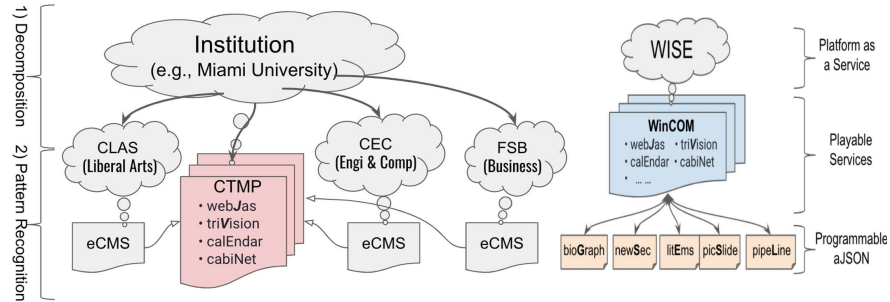 1) Decomposition
2) Pattern Recognition
Institution
(e.g., Miami University)
CLAS
(Liberal Arts)
CTMP
• webJas
• triVision
• calEndar
• cabiNet
CEC
(Engi & Comp)
FSB
(Business)
eCMS
eCMS
eCMS
WISE
WinCOM
• webJas • triVision
• calEndar • cabiNet
• ... ...
bioGraph
newSec
litEms
picSlide
pipeLine
Platform as
a Service
Playable
Services
Programmable
aJSON